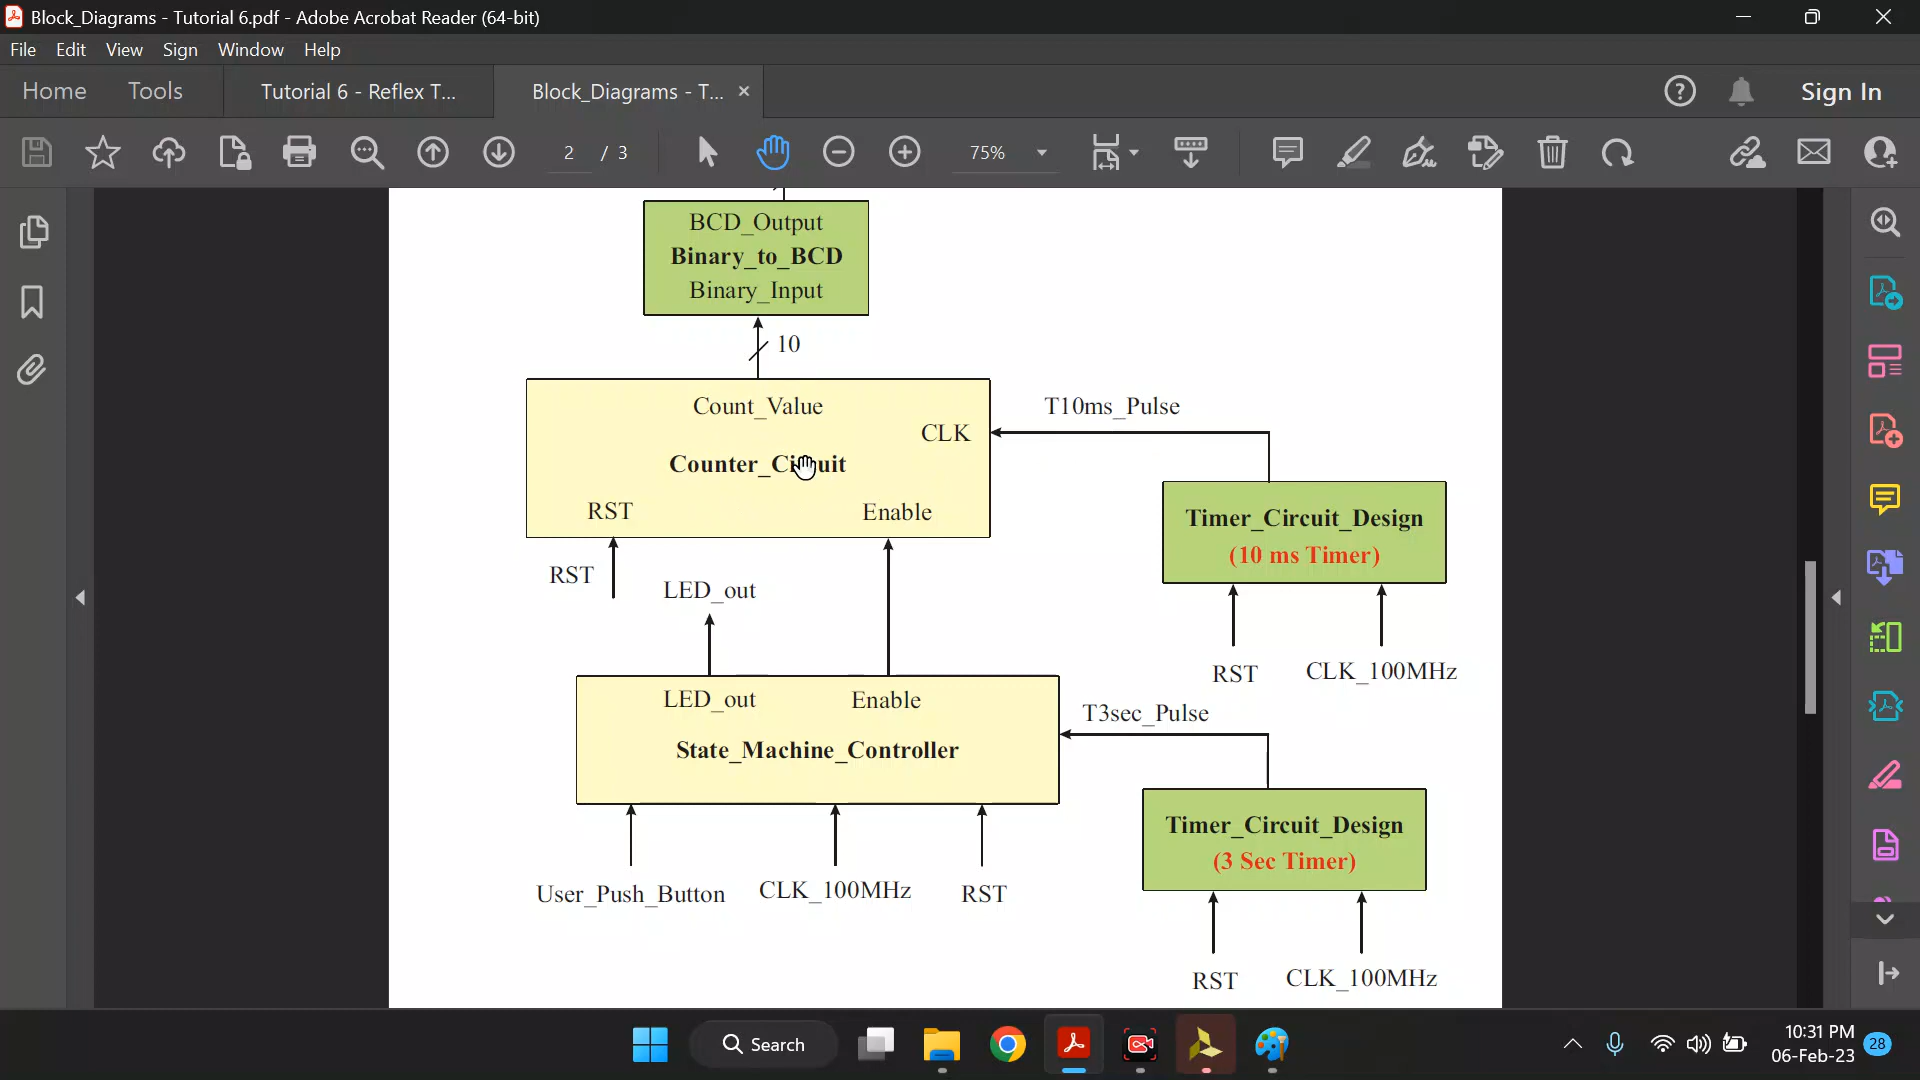 Block_Diagrams - Tutorial 6.pdf - Adobe Acrobat Reader (64-bit)
File Edit View Sign Window Help
Home Tools Tutorial 6 - Reflex T... Block_Diagrams - T... × Sign In
2 / 3 75%
BCD_Output
Binary_to_BCD
Binary_Input
10
Count_Value
T10ms_Pulse
CLK
Counter_Circuit
RST Enable
Timer_Circuit_Design
(10 ms Timer)
RST
LED_out
RST CLK_100MHz
LED_out Enable
T3sec_Pulse
State_Machine_Controller
Timer_Circuit_Design
(3 Sec Timer)
User_Push_Button CLK_100MHz RST
RST CLK_100MHz
Search
10:31 PM
06-Feb-23
28